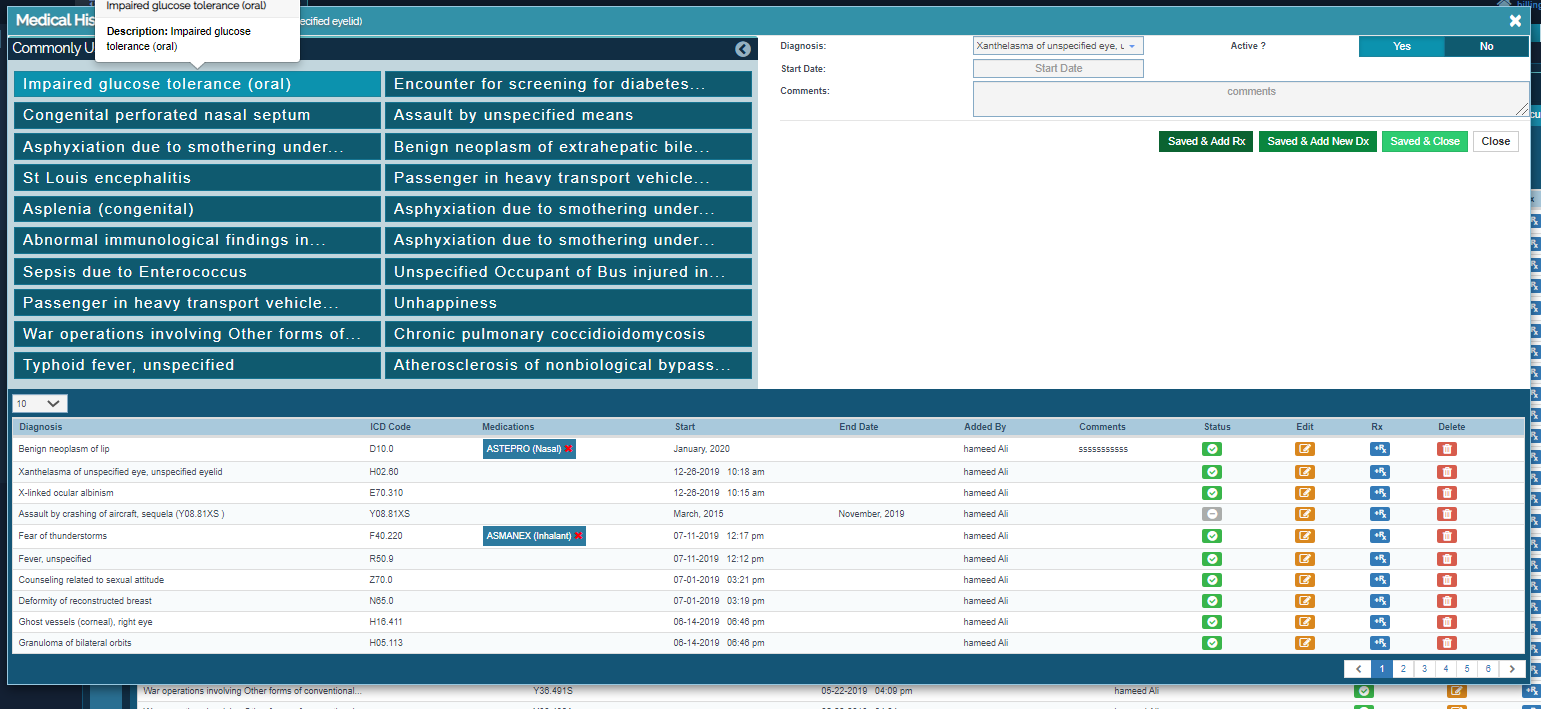 Impaired glucose tolerance (oral)
billing
Medical His
ecified eyelid)
Description: Impaired glucose
tolerance (oral)
Commonly U
Impaired glucose tolerance (oral)
Encounter for screening for diabetes...
Congenital perforated nasal septum
Assault by unspecified means
Asphyxiation due to smothering under...
Benign neoplasm of extrahepatic bile...
St Louis encephalitis
Passenger in heavy transport vehicle...
Asplenia (congenital)
Asphyxiation due to smothering under...
Abnormal immunological findings in...
Asphyxiation due to smothering under...
Sepsis due to Enterococcus
Unspecified Occupant of Bus injured in...
Passenger in heavy transport vehicle...
Unhappiness
War operations involving Other forms of...
Chronic pulmonary coccidioidomycosis
Typhoid fever, unspecified
Atherosclerosis of nonbiological bypass...
Diagnosis: Xanthelasma of unspecified eye, u Active ? Yes No
Start Date: Start Date
Comments: comments
Saved & Add Rx Saved & Add New Dx Saved & Close Close
10
Diagnosis ICD Code Medications Start End Date Added By Comments Status Edit Rx Delete
Benign neoplasm of lip D10.0 ASTEPRO (Nasal) January, 2020 hameed Ali sssssssssss +Rx
Xanthelasma of unspecified eye, unspecified eyelid H02.60 12-26-2019 10:18 am hameed Ali +Rx
X-linked ocular albinism E70.310 12-26-2019 10:15 am hameed Ali +Rx
Assault by crashing of aircraft, sequela (Y08.81XS ) Y08.81XS March, 2015 November, 2019 hameed Ali +Rx
Fear of thunderstorms F40.220 ASMANEX (Inhalant) 07-11-2019 12:17 pm hameed Ali +Rx
Fever, unspecified R50.9 07-11-2019 12:12 pm hameed Ali +Rx
Counseling related to sexual attitude Z70.0 07-01-2019 03:21 pm hameed Ali +Rx
Deformity of reconstructed breast N65.0 07-01-2019 03:19 pm hameed Ali +Rx
Ghost vessels (corneal), right eye H16.411 06-14-2019 06:46 pm hameed Ali +Rx
Granuloma of bilateral orbits H05.113 06-14-2019 06:46 pm hameed Ali +Rx
1 2 3 4 5 6
War operations involving Other forms of conventional... Y36.491S 05-22-2019 04:09 pm hameed Ali +Rx